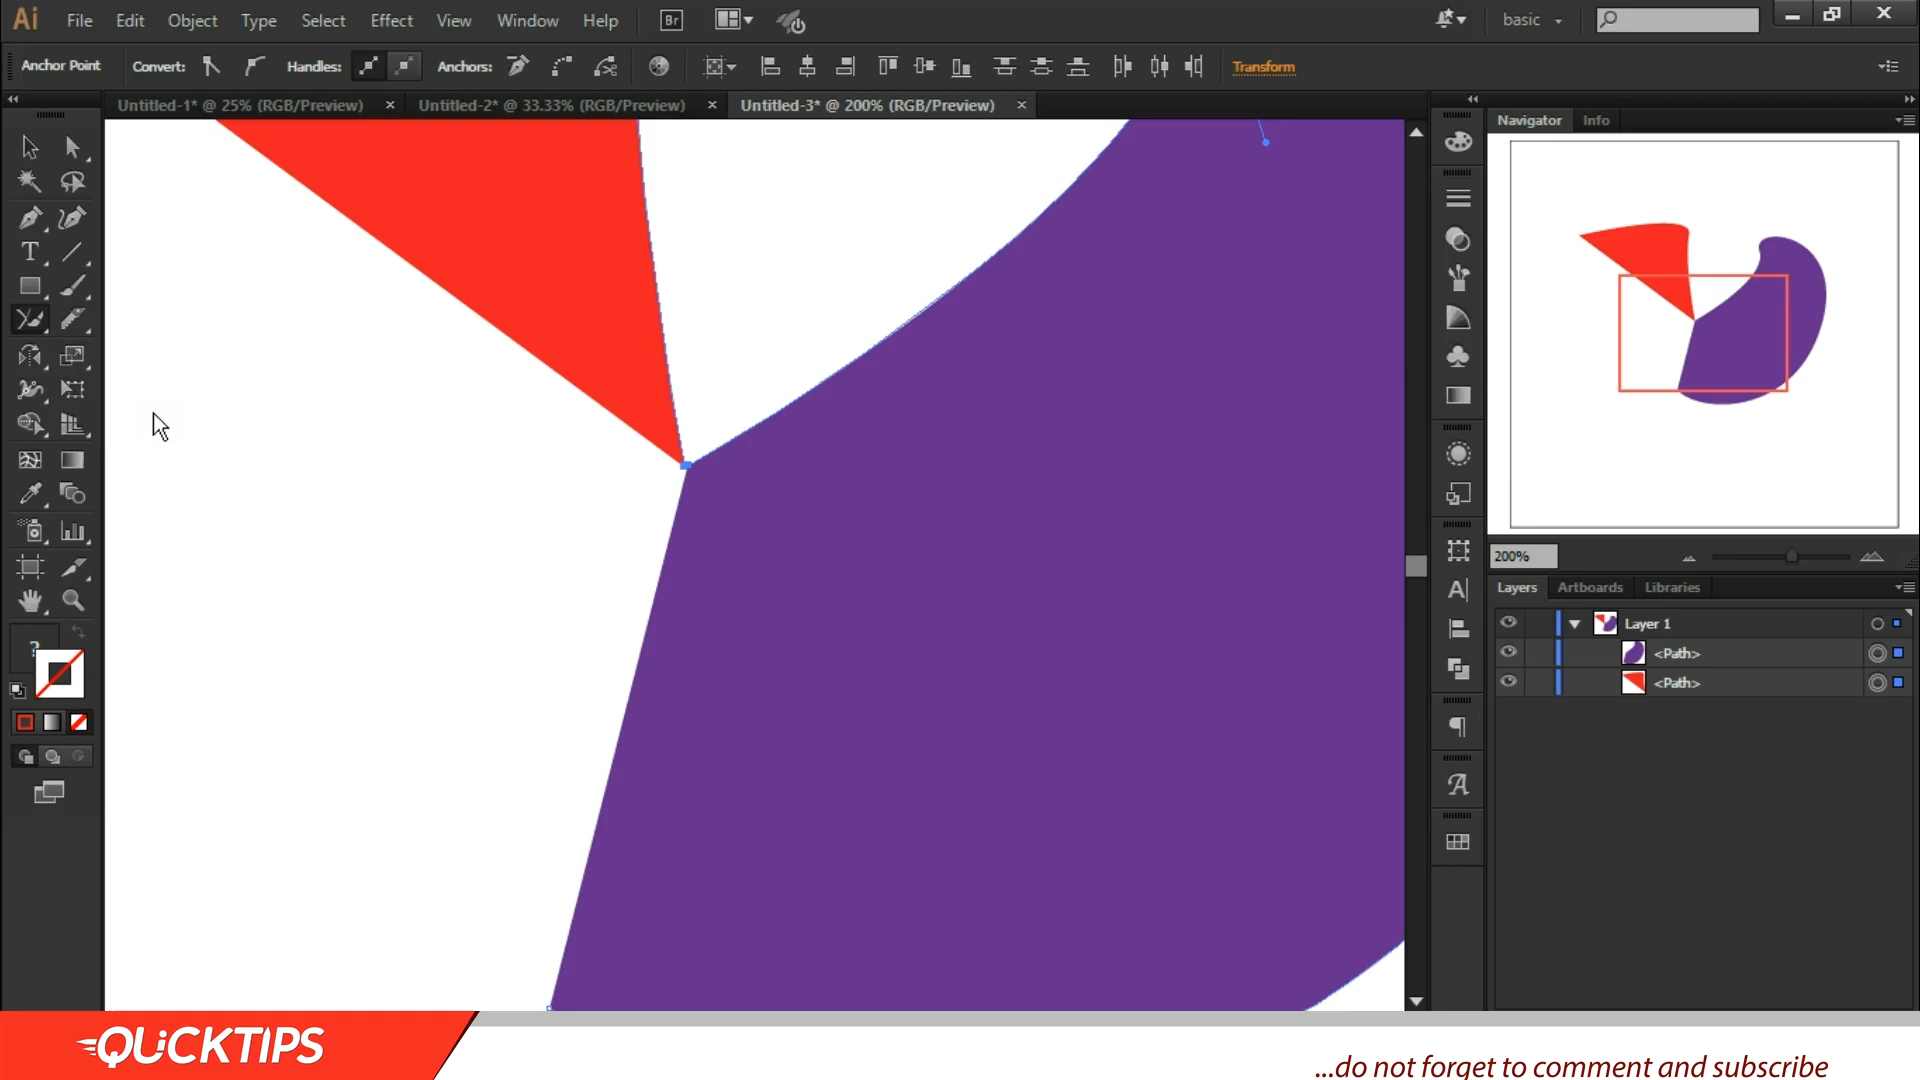 Ai File Edit Object Type Select Effect View Window Help Br basic
Anchor Point Convert: Handles: Anchors: Transform
Untitled-1* @ 25% (RGB/Preview) × Untitled-2* @ 33.33% (RGB/Preview) × Untitled-3* @ 200% (RGB/Preview) ×
Navigator Info
200%
Layers Artboards Libraries
Layer 1
<Path>
<Path>
?
QUiCKTIPS
...do not forget to comment and subscribe